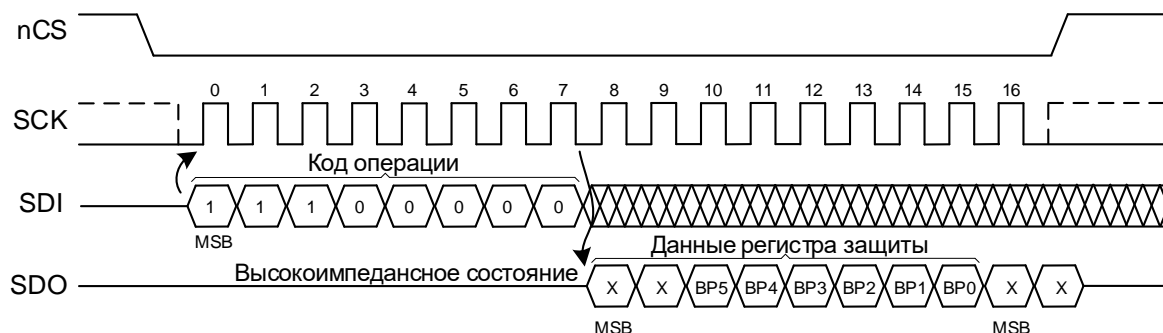 nCS
0 1 2 3 4 5 6 7 8 9 10 11 12 13 14 15 16
SCK
Код операции
SDI 1 1 1 0 0 0 0 0
MSB
Данные регистра защиты
Высокоимпедансное состояние
SDO X X BP5 BP4 BP3 BP2 BP1 BP0 X X
MSB MSB